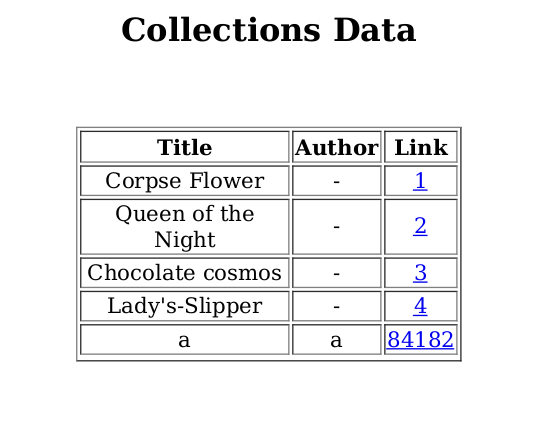 Collections Data
Title Author Link
Corpse Flower - 1
Queen of the
Night - 2
Chocolate cosmos - 3
Lady's-Slipper - 4
a a 84182